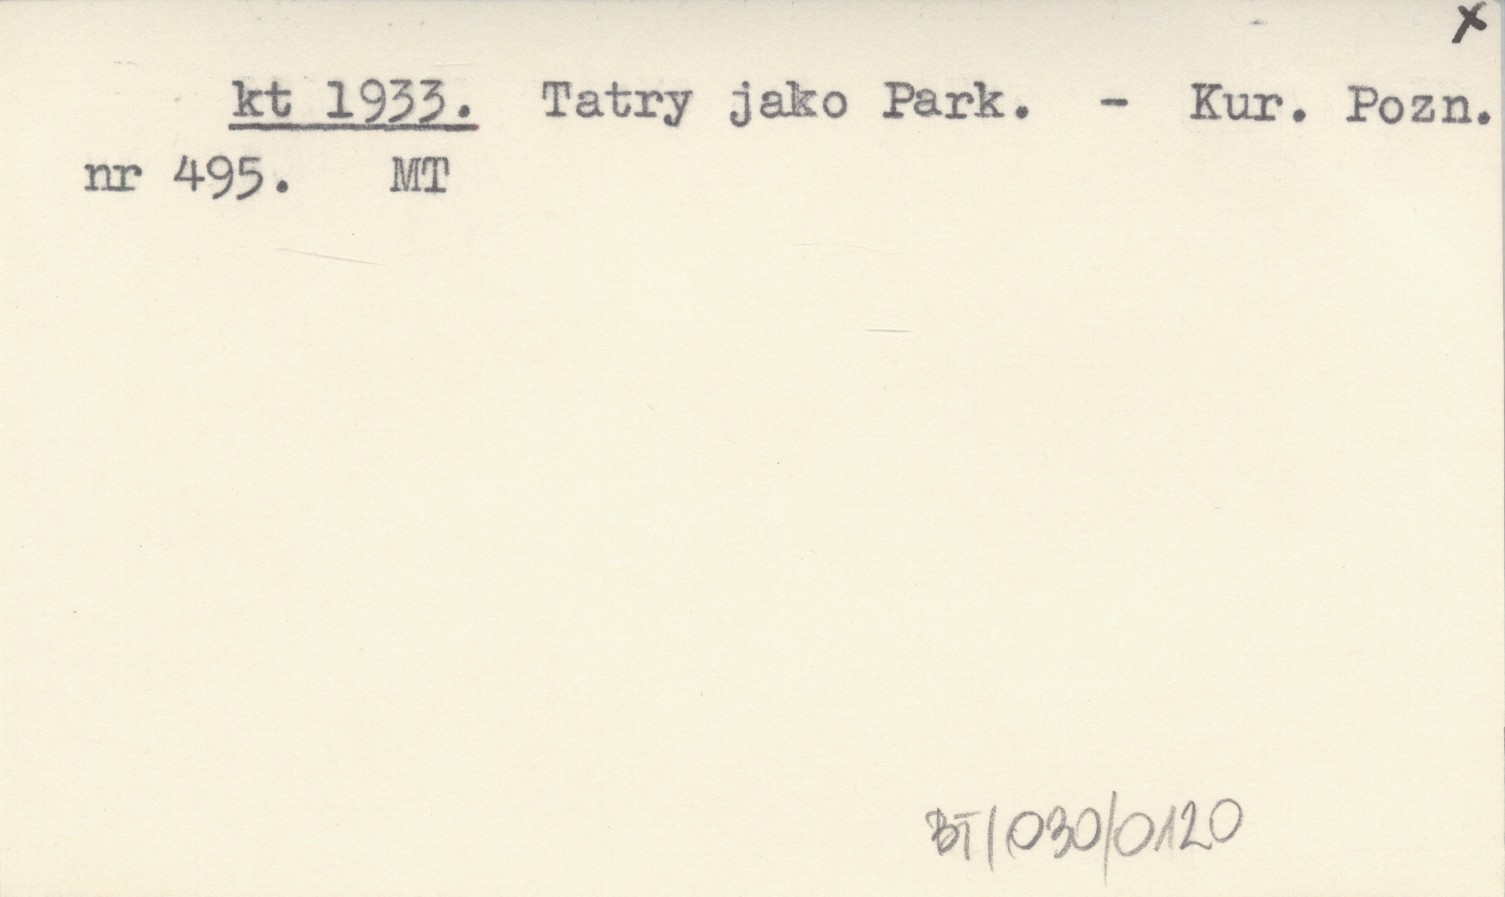 x
kt 1933. Tatry jako Park. - Kur. Pozn.
nr 495. MT
BT/030/0120